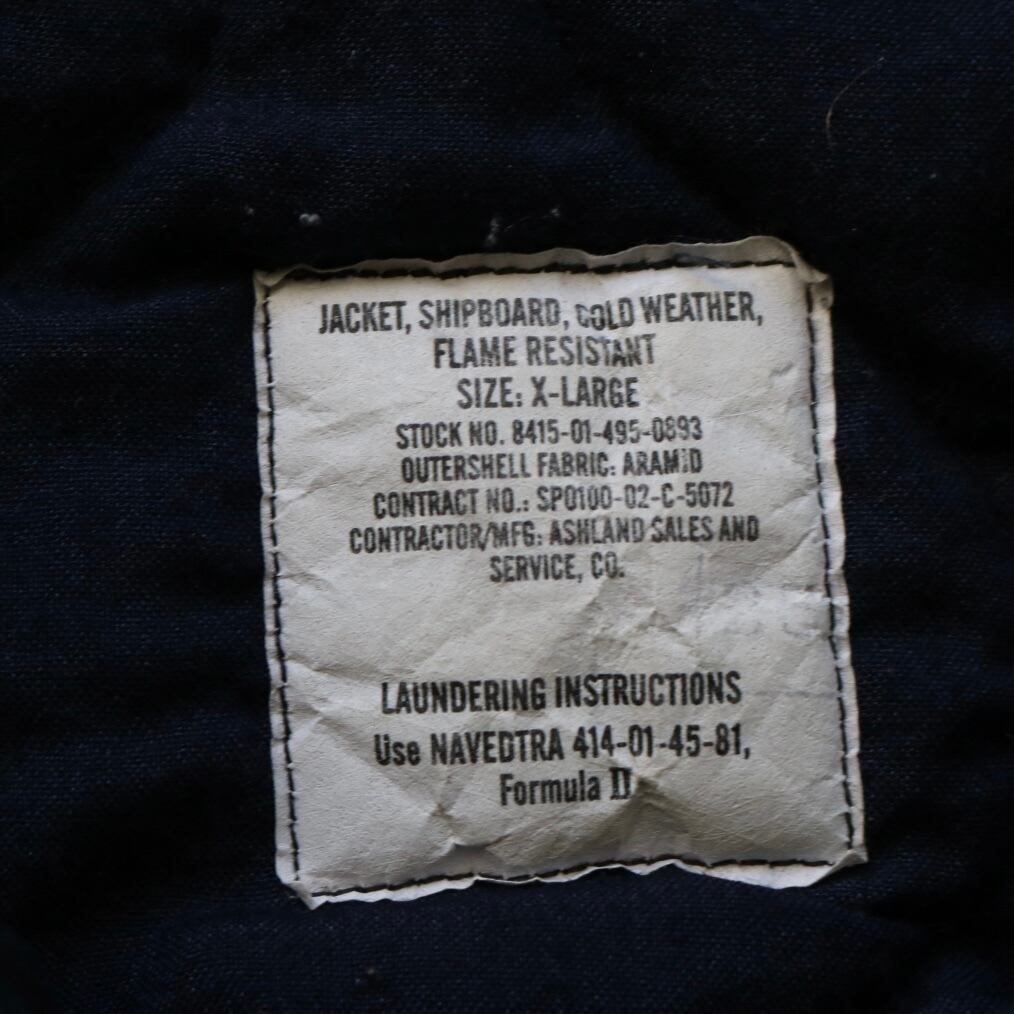 JACKET, SHIPBOARD, COLD WEATHER,
FLAME RESISTANT
SIZE: X-LARGE
STOCK NO. 8415-01-495-0893
OUTERSHELL FABRIC: ARAMID
CONTRACT NO.: SP0100-02-C-5072
CONTRACTOR/MFG: ASHLAND SALES AND
SERVICE, CO.
LAUNDERING INSTRUCTIONS
Use NAVEDTRA 414-01-45-81,
Formula II